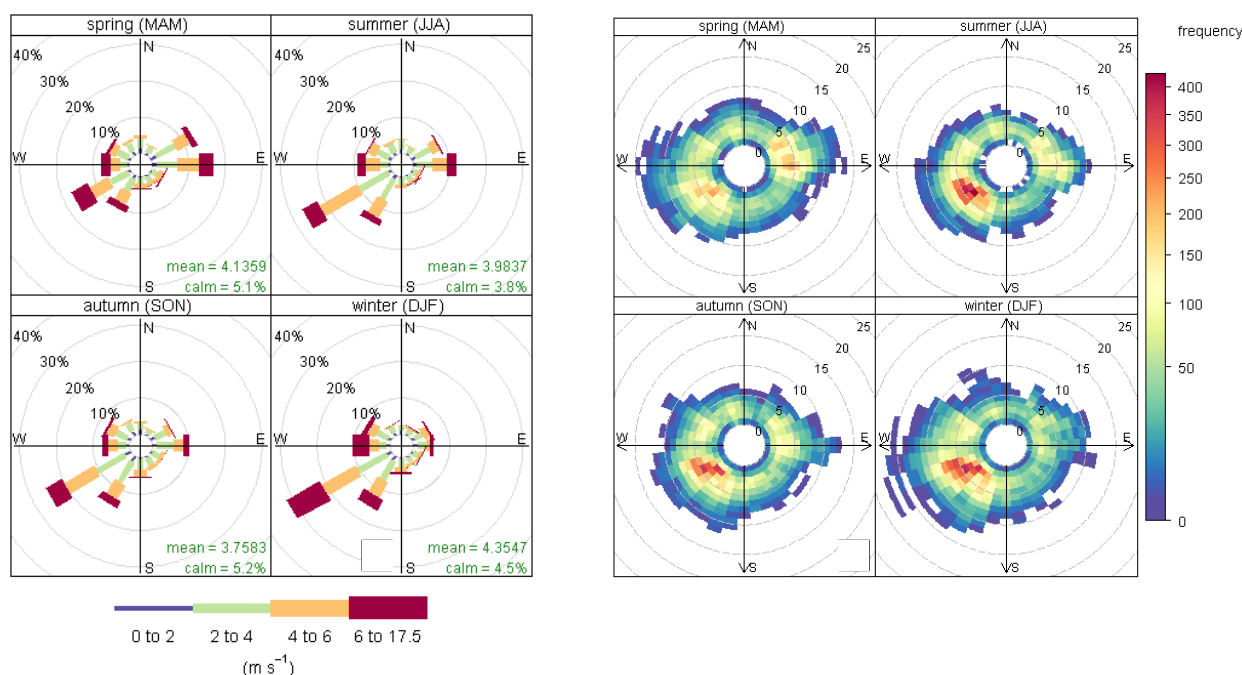 spring (MAM)
summer (JJA)
40%
30%
20%
10%
N
W
E
S
mean = 4.1359
calm = 5.1%
40%
30%
20%
10%
N
W
E
S
mean = 3.9837
calm = 3.8%
autumn (SON)
winter (DJF)
40%
30%
20%
10%
N
W
E
S
mean = 3.7583
calm = 5.2%
40%
30%
20%
10%
N
W
E
S
mean = 4.3547
calm = 4.5%
0 to 2
2 to 4
4 to 6
6 to 17.5
(m s⁻¹)
spring (MAM)
summer (JJA)
N
W
E
S
25
20
15
10
5
0
N
W
E
S
25
20
15
10
5
0
autumn (SON)
winter (DJF)
N
W
E
S
25
20
15
10
5
0
N
W
E
S
25
20
15
10
5
0
frequency
400
350
300
250
200
150
100
50
0